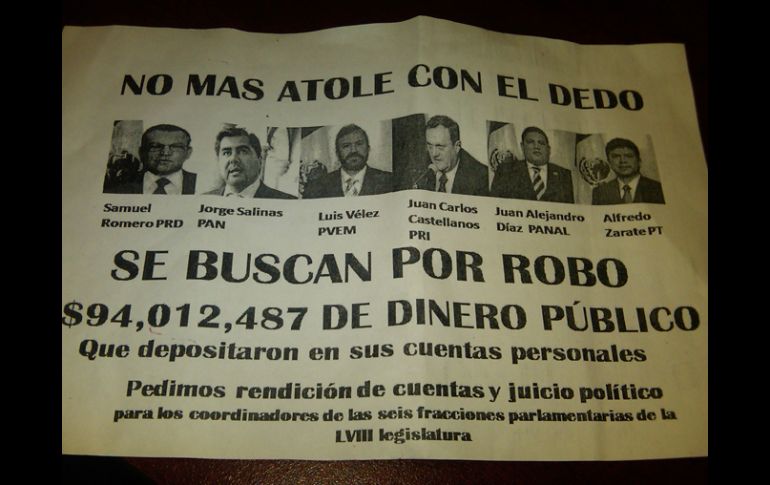 NO MAS ATOLE CON EL DEDO
Samuel
Romero PRD
Jorge Salinas
PAN
Luis Vélez
PVEM
Juan Carlos
Castellanos
PRI
Juan Alejandro
Díaz PANAL
Alfredo
Zarate PT
SE BUSCAN POR ROBO
$94,012,487 DE DINERO PÚBLICO
Que depositaron en sus cuentas personales
Pedimos rendición de cuentas y juicio político
para los coordinadores de las seis fracciones parlamentarias de la
LVIII legislatura